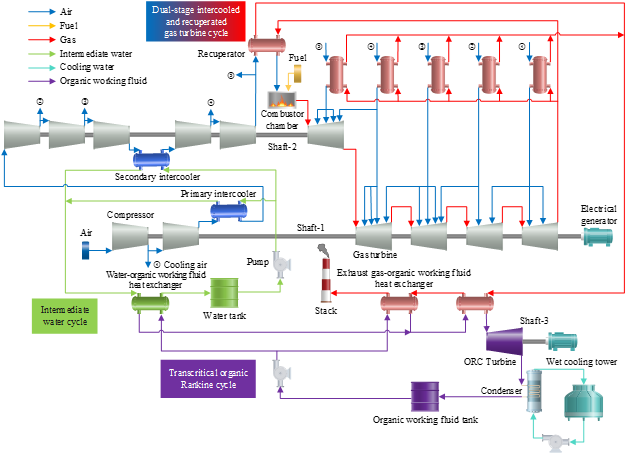 Air
Fuel
Gas
Intermediate water
Cooling water
Organic working fluid
Dual-stage intercooled
and recuperated
gas turbine cycle
Recuperator
Fuel
Combustor
chamber
Shaft-2
Secondary intercooler
Primary intercooler
Compressor
Air
Shaft-1
Gas turbine
Electrical
generator
① Cooling air
Water-organic working fluid
heat exchanger
Pump
Water tank
Stack
Exhaust gas-organic working fluid
heat exchanger
Intermediate
water cycle
Shaft-3
ORC Turbine
Wet cooling tower
Transcritical organic
Rankine cycle
Condenser
Organic working fluid tank